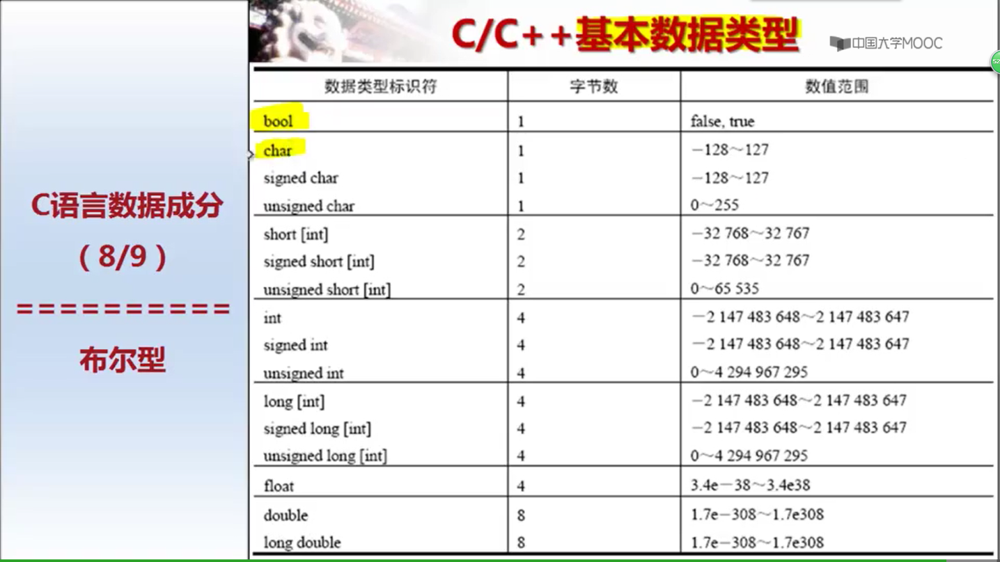 C/C++基本数据类型
中国大学MOOC
52
C语言数据成分
(8/9)
==========
布尔型
数据类型标识符 字节数 数值范围
bool 1 false, true
char 1 －128～127
signed char 1 －128～127
unsigned char 1 0～255
short [int] 2 －32 768～32 767
signed short [int] 2 －32 768～32 767
unsigned short [int] 2 0～65 535
int 4 －2 147 483 648～2 147 483 647
signed int 4 －2 147 483 648～2 147 483 647
unsigned int 4 0～4 294 967 295
long [int] 4 －2 147 483 648～2 147 483 647
signed long [int] 4 －2 147 483 648～2 147 483 647
unsigned long [int] 4 0～4 294 967 295
float 4 3.4e－38～3.4e38
double 8 1.7e－308～1.7e308
long double 8 1.7e－308～1.7e308